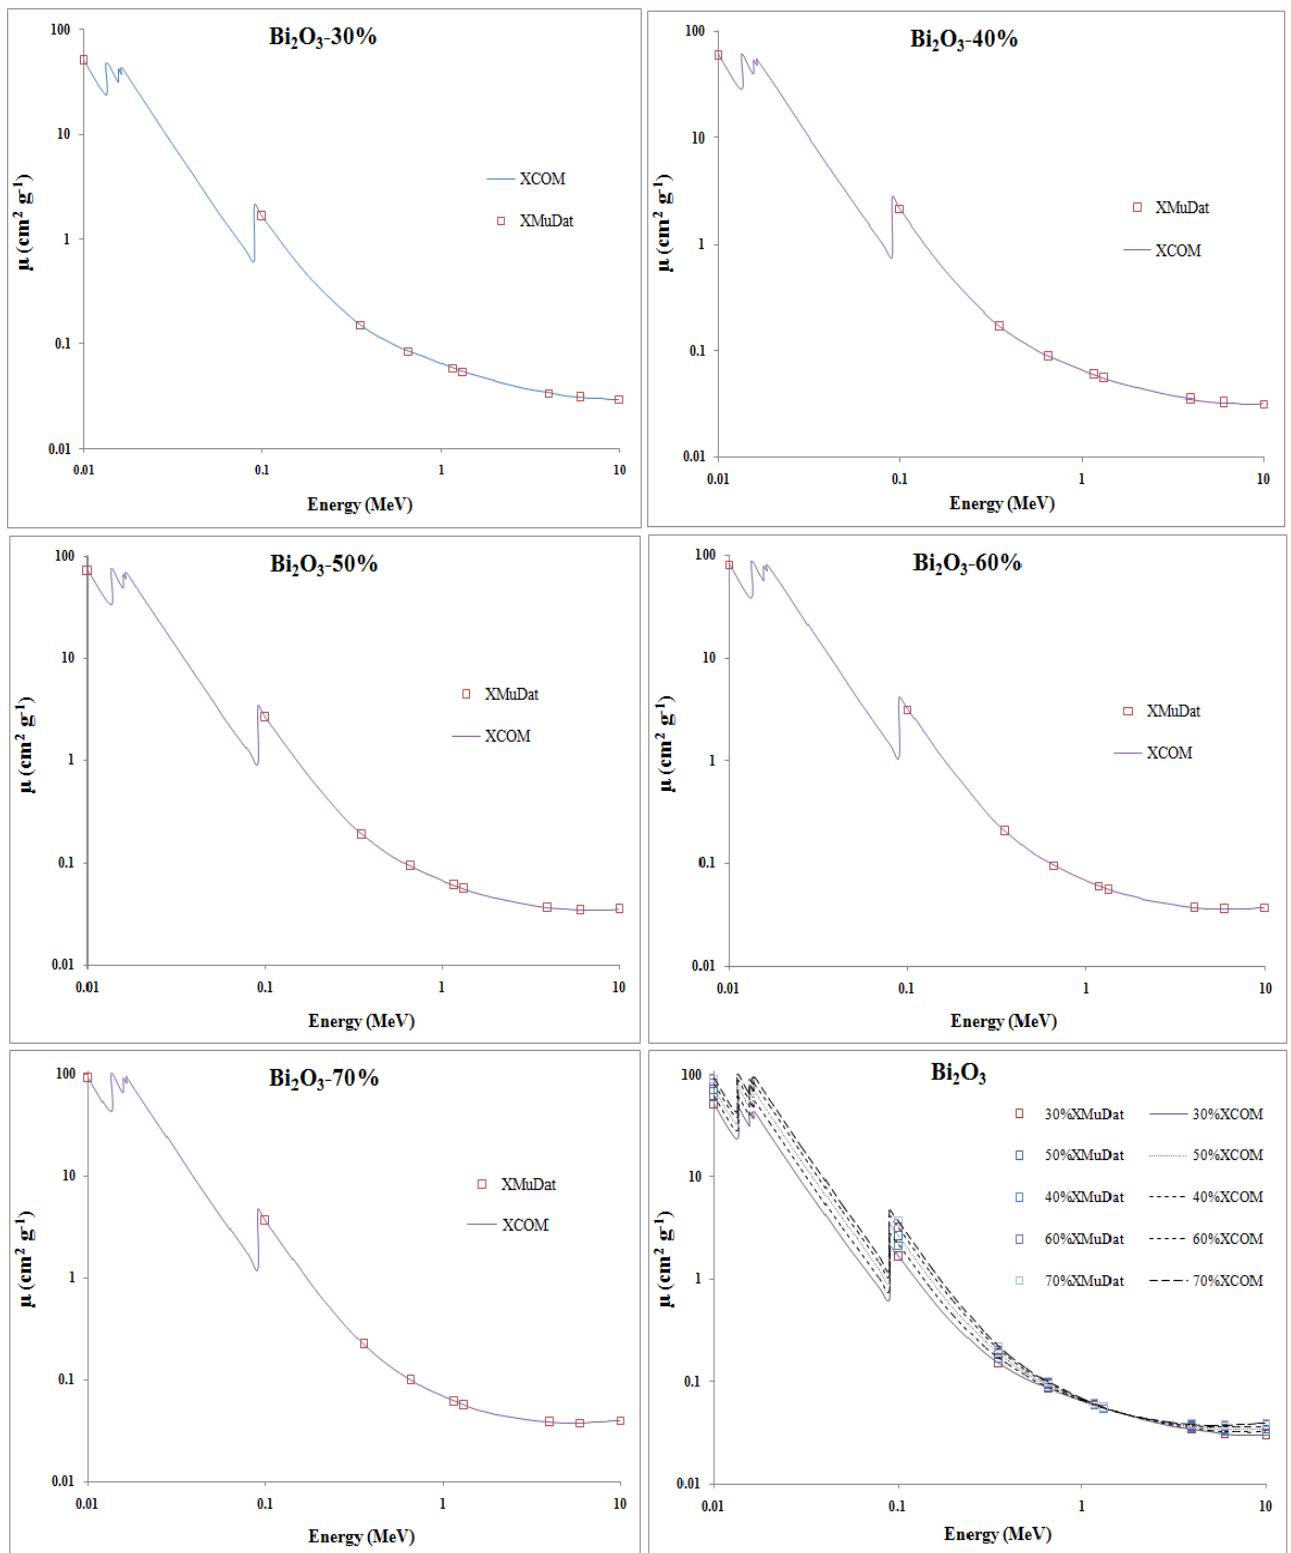 Bi₂O₃-30%
100
10
1
0.1
0.01
μ (cm² g⁻¹)
XCOM
XMuDat
0.01 0.1 1 10
Energy (MeV)
Bi₂O₃-40%
100
10
1
0.1
0.01
μ (cm² g⁻¹)
XMuDat
XCOM
0.01 0.1 1 10
Energy (MeV)
Bi₂O₃-50%
100
10
1
0.1
0.01
μ (cm² g⁻¹)
XMuDat
XCOM
0.01 0.1 1 10
Energy (MeV)
Bi₂O₃-60%
100
10
1
0.1
0.01
μ (cm² g⁻¹)
XMuDat
XCOM
0.01 0.1 1 10
Energy (MeV)
Bi₂O₃-70%
100
10
1
0.1
0.01
μ (cm² g⁻¹)
XMuDat
XCOM
0.01 0.1 1 10
Energy (MeV)
Bi₂O₃
100
10
1
0.1
0.01
μ (cm² g⁻¹)
30%XMuDat 30%XCOM
50%XMuDat 50%XCOM
40%XMuDat 40%XCOM
60%XMuDat 60%XCOM
70%XMuDat 70%XCOM
0.01 0.1 1 10
Energy (MeV)